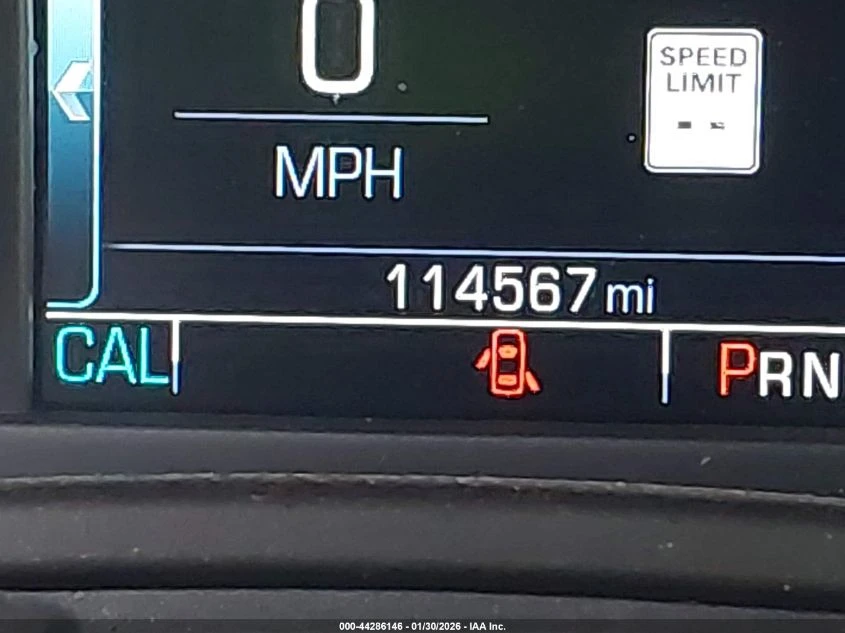 0
SPEED
LIMIT
- -
MPH
114567 mi
CAL
PRN
000-44286146 - 01/30/2026 - IAA Inc.